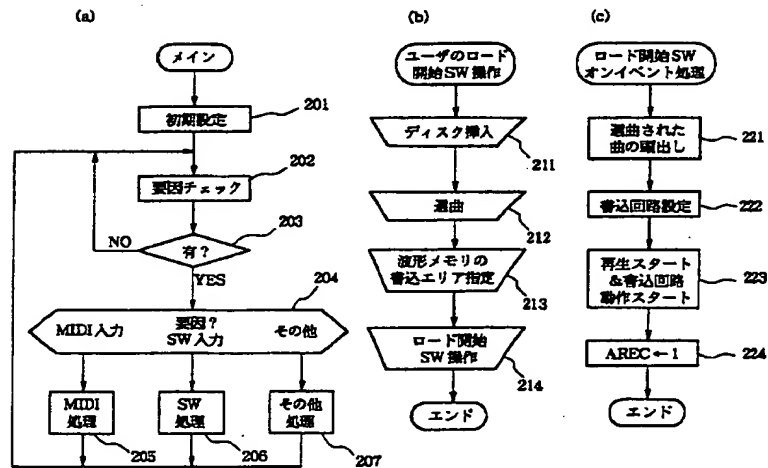 (a)
メイン
初期設定
201
202
要因チェック
203
有?
NO
YES
204
要因?
MIDI入力
SW入力
その他
MIDI
処理
205
SW
処理
206
その他
処理
207
(b)
ユーザのロード
開始SW操作
ディスク挿入
211
選曲
212
波形メモリの
書込エリア指定
213
ロード開始
SW操作
214
エンド
(c)
ロード開始SW
オンイベント処理
選曲された
曲の頭出し
221
書込回路設定
222
再生スタート
&書込回路
動作スタート
223
AREC←1
224
エンド